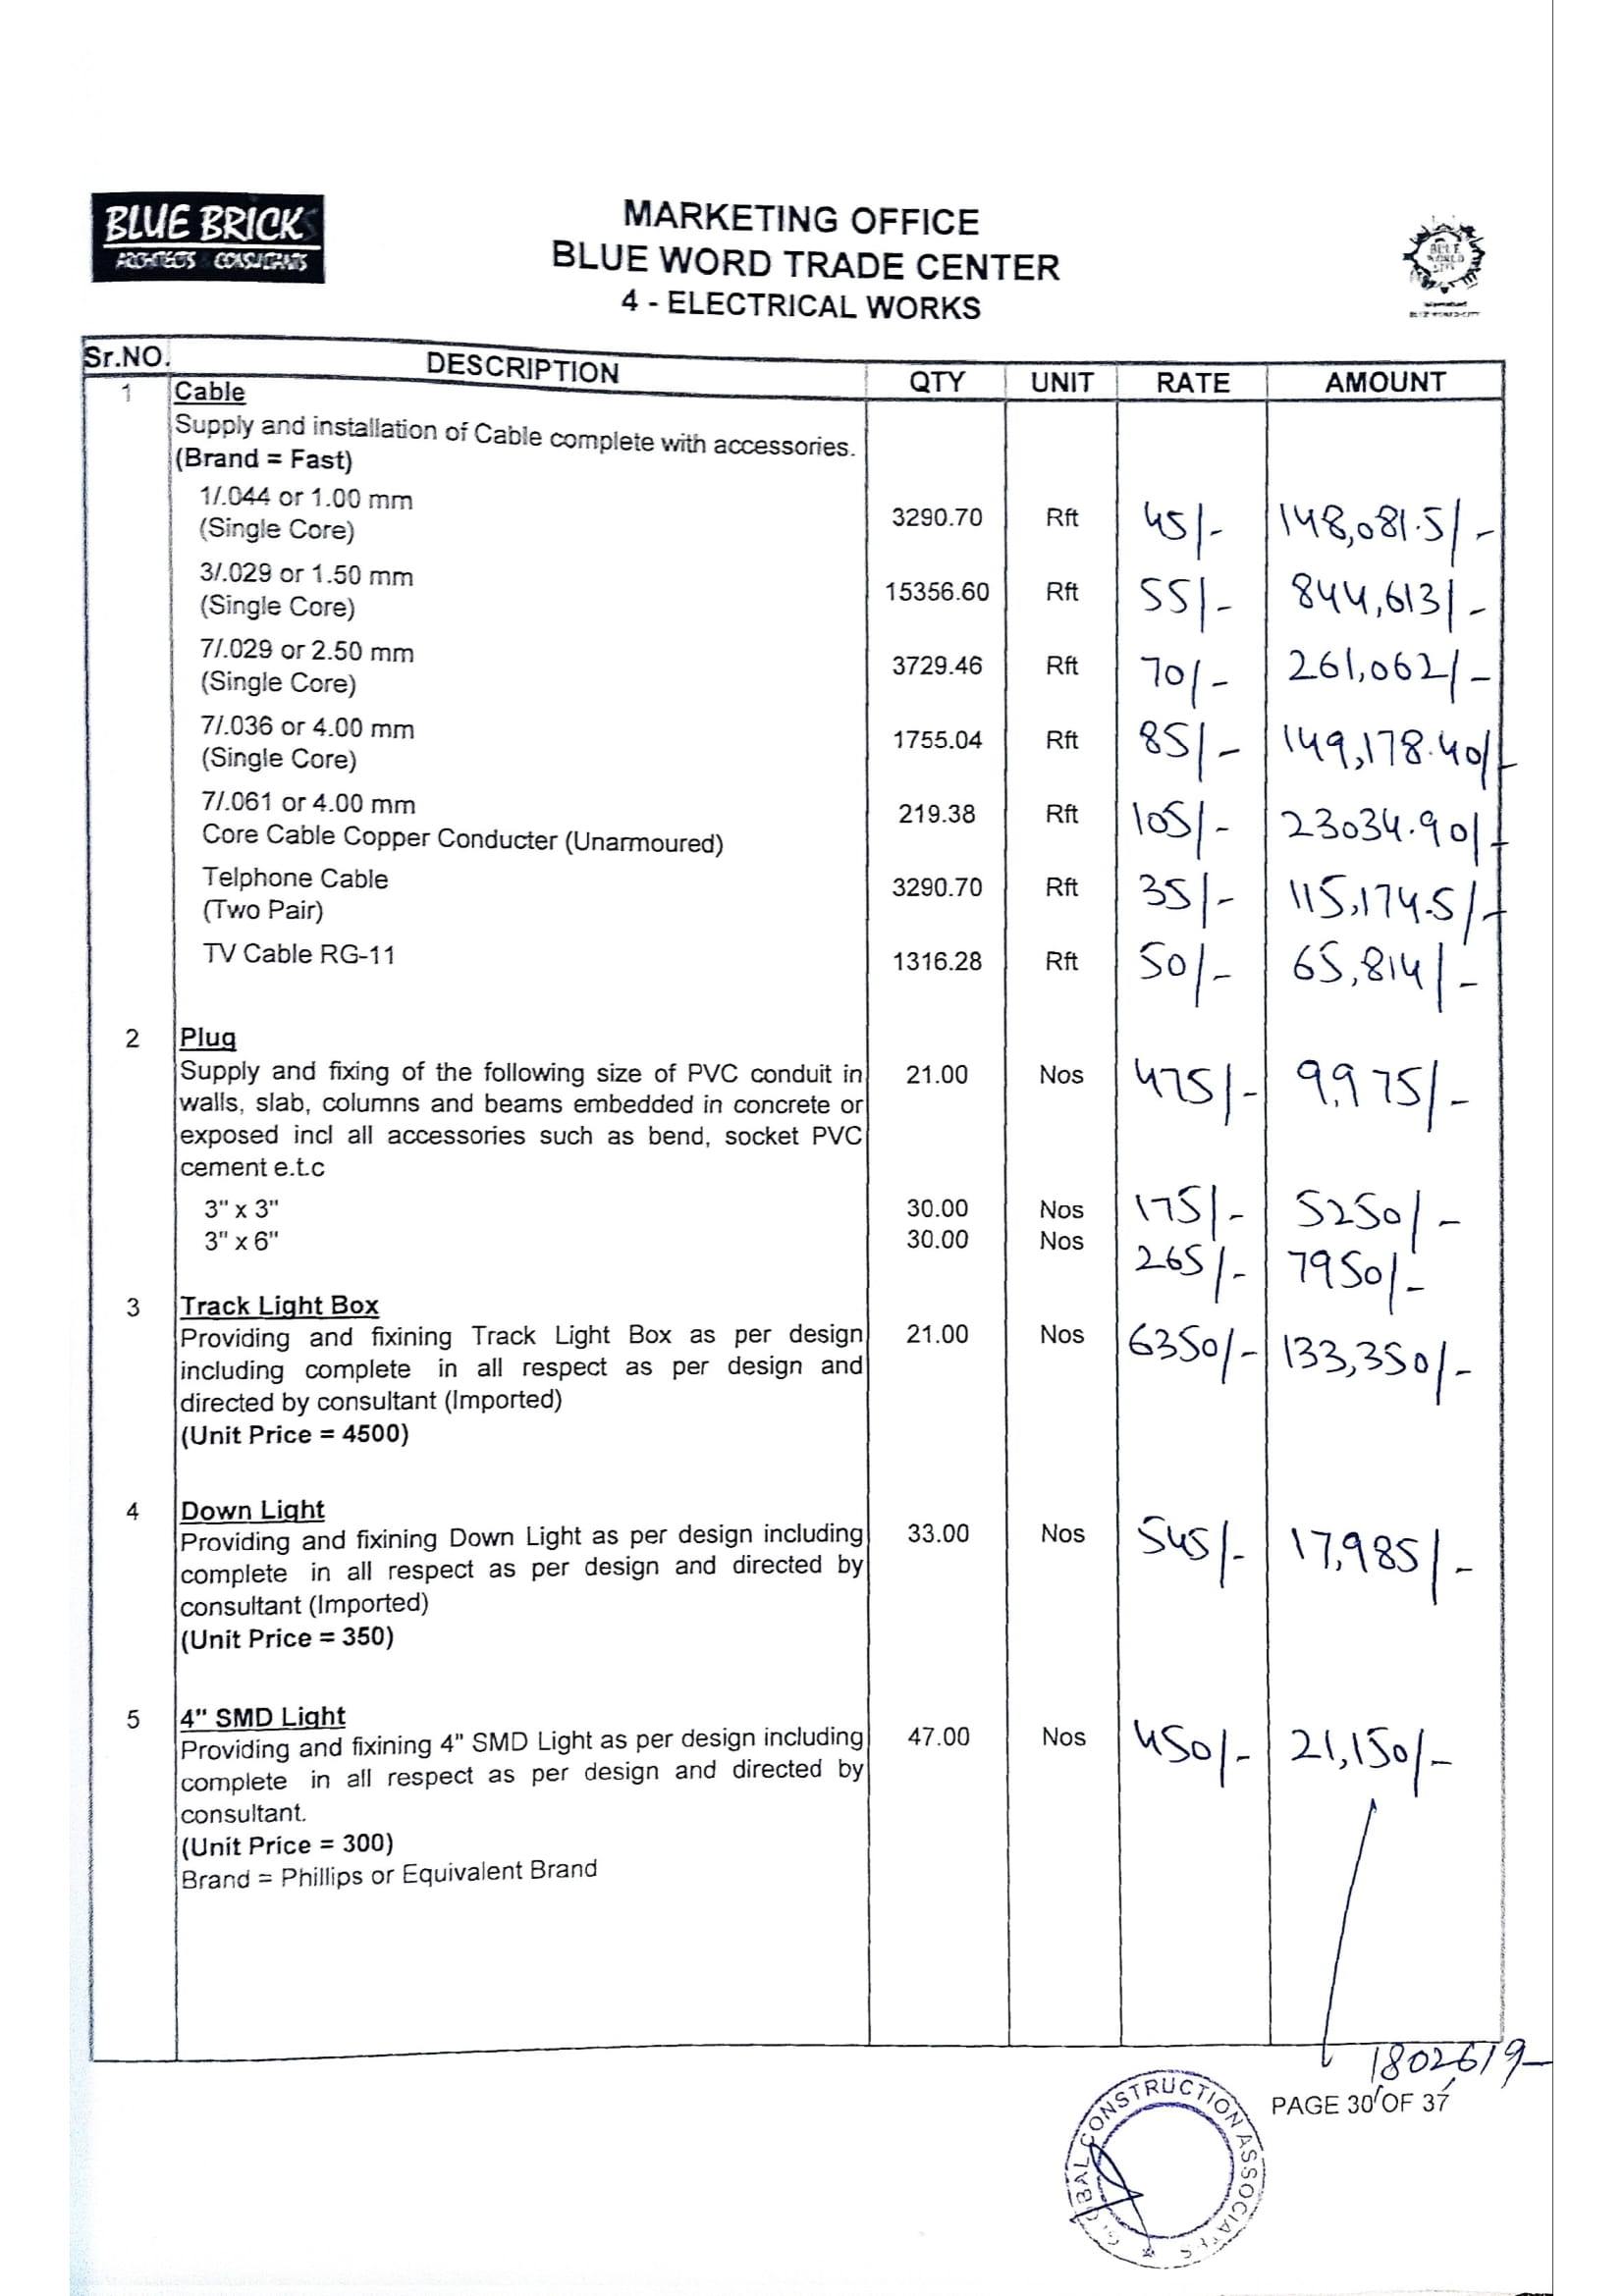 BLUE BRICKS
ARCHITECTS CONSULTANTS
MARKETING OFFICE
BLUE WORD TRADE CENTER
4 - ELECTRICAL WORKS
BLUE
WORLD
CITY
Sr.NO. DESCRIPTION QTY UNIT RATE AMOUNT
1 Cable
Supply and installation of Cable complete with accessories.
(Brand = Fast)
1/.044 or 1.00 mm
(Single Core) 3290.70 Rft 45/- 148,081.5/-
3/.029 or 1.50 mm
(Single Core) 15356.60 Rft 55/- 844,613/-
7/.029 or 2.50 mm
(Single Core) 3729.46 Rft 70/- 261,062/-
7/.036 or 4.00 mm
(Single Core) 1755.04 Rft 85/- 149,178.40/-
7/.061 or 4.00 mm
Core Cable Copper Conducter (Unarmoured) 219.38 Rft 105/- 23034.90/-
Telphone Cable
(Two Pair) 3290.70 Rft 35/- 115,174.5/-
TV Cable RG-11 1316.28 Rft 50/- 65,814/-
2 Plug
Supply and fixing of the following size of PVC conduit in 21.00 Nos 475/- 9,975/-
walls, slab, columns and beams embedded in concrete or
exposed incl all accessories such as bend, socket PVC
cement e.t.c
3" x 3" 30.00 Nos 175/- 5250/-
3" x 6" 30.00 Nos 265/- 7950/-
3 Track Light Box
Providing and fixining Track Light Box as per design 21.00 Nos 6350/- 133,350/-
including complete in all respect as per design and
directed by consultant (Imported)
(Unit Price = 4500)
4 Down Light
Providing and fixining Down Light as per design including 33.00 Nos 545/- 17,985/-
complete in all respect as per design and directed by
consultant (Imported)
(Unit Price = 350)
5 4" SMD Light
Providing and fixining 4" SMD Light as per design including 47.00 Nos 450/- 21,150/-
complete in all respect as per design and directed by
consultant.
(Unit Price = 300)
Brand = Phillips or Equivalent Brand
1802619-
PAGE 30 OF 37
GLOBAL CONSTRUCTION ASSOCIATES